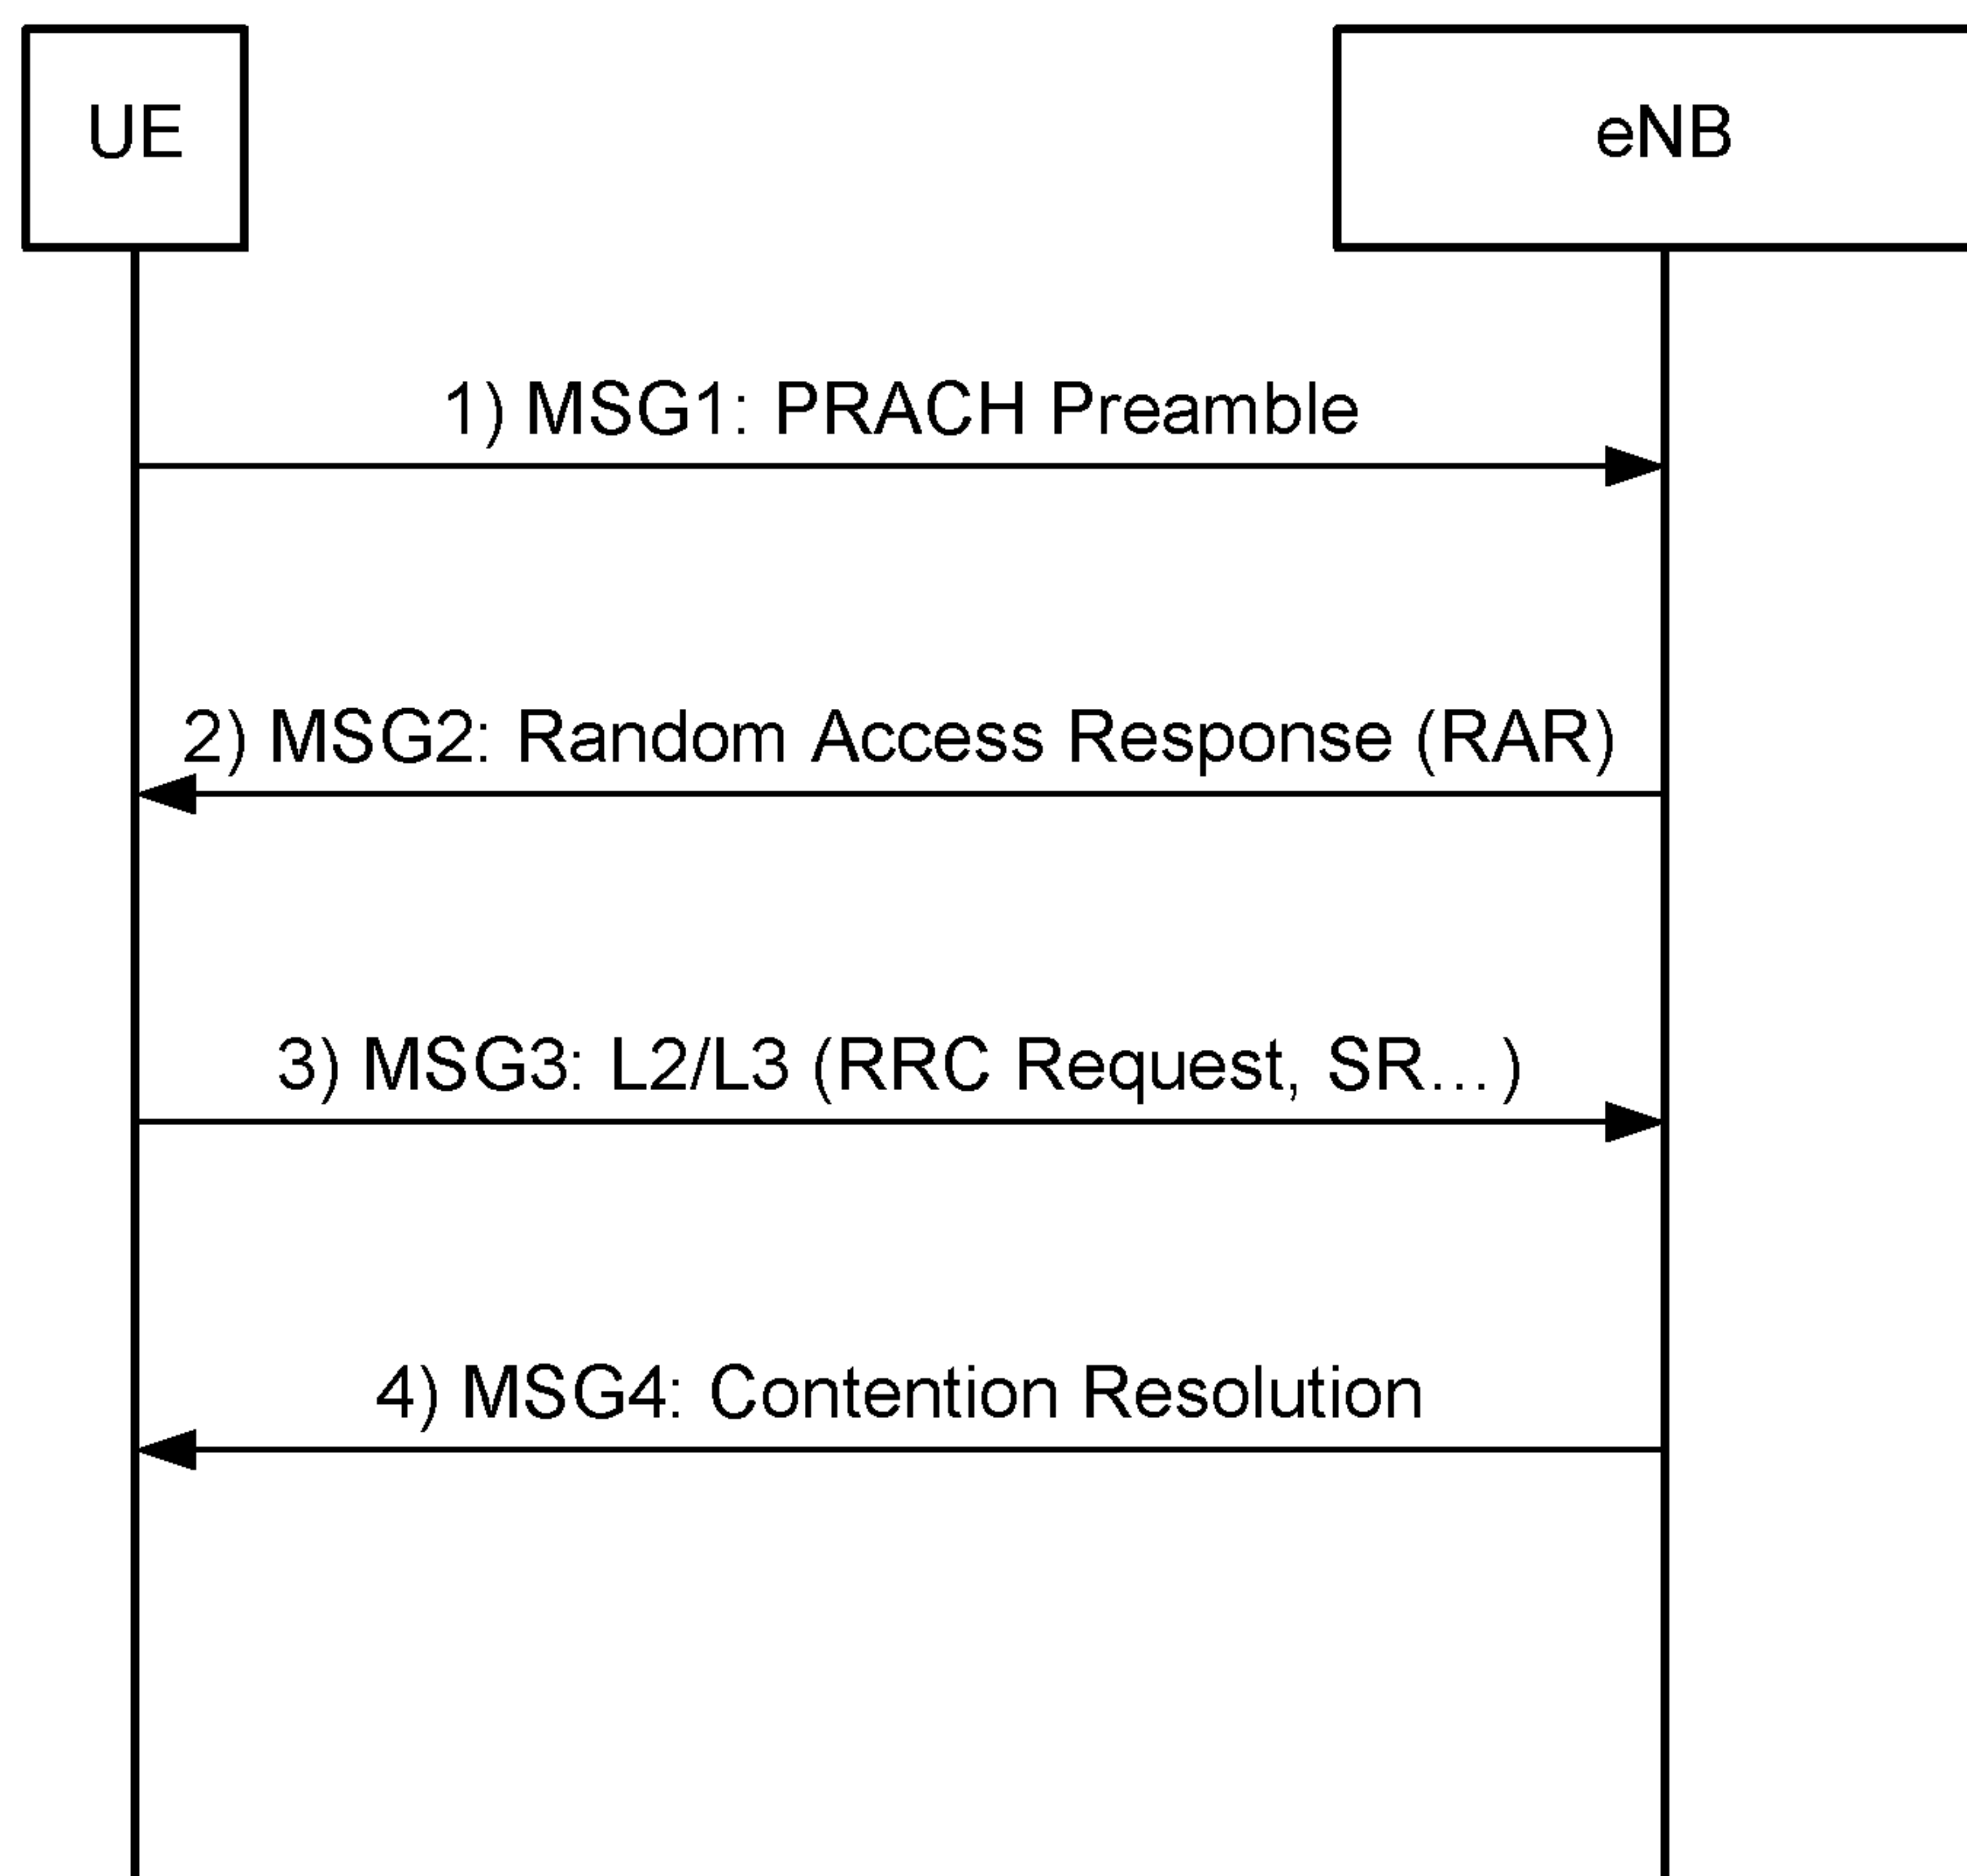 UE
eNB
1) MSG1: PRACH Preamble
2) MSG2: Random Access Response (RAR)
3) MSG3: L2/L3 (RRC Request, SR...)
4) MSG4: Contention Resolution